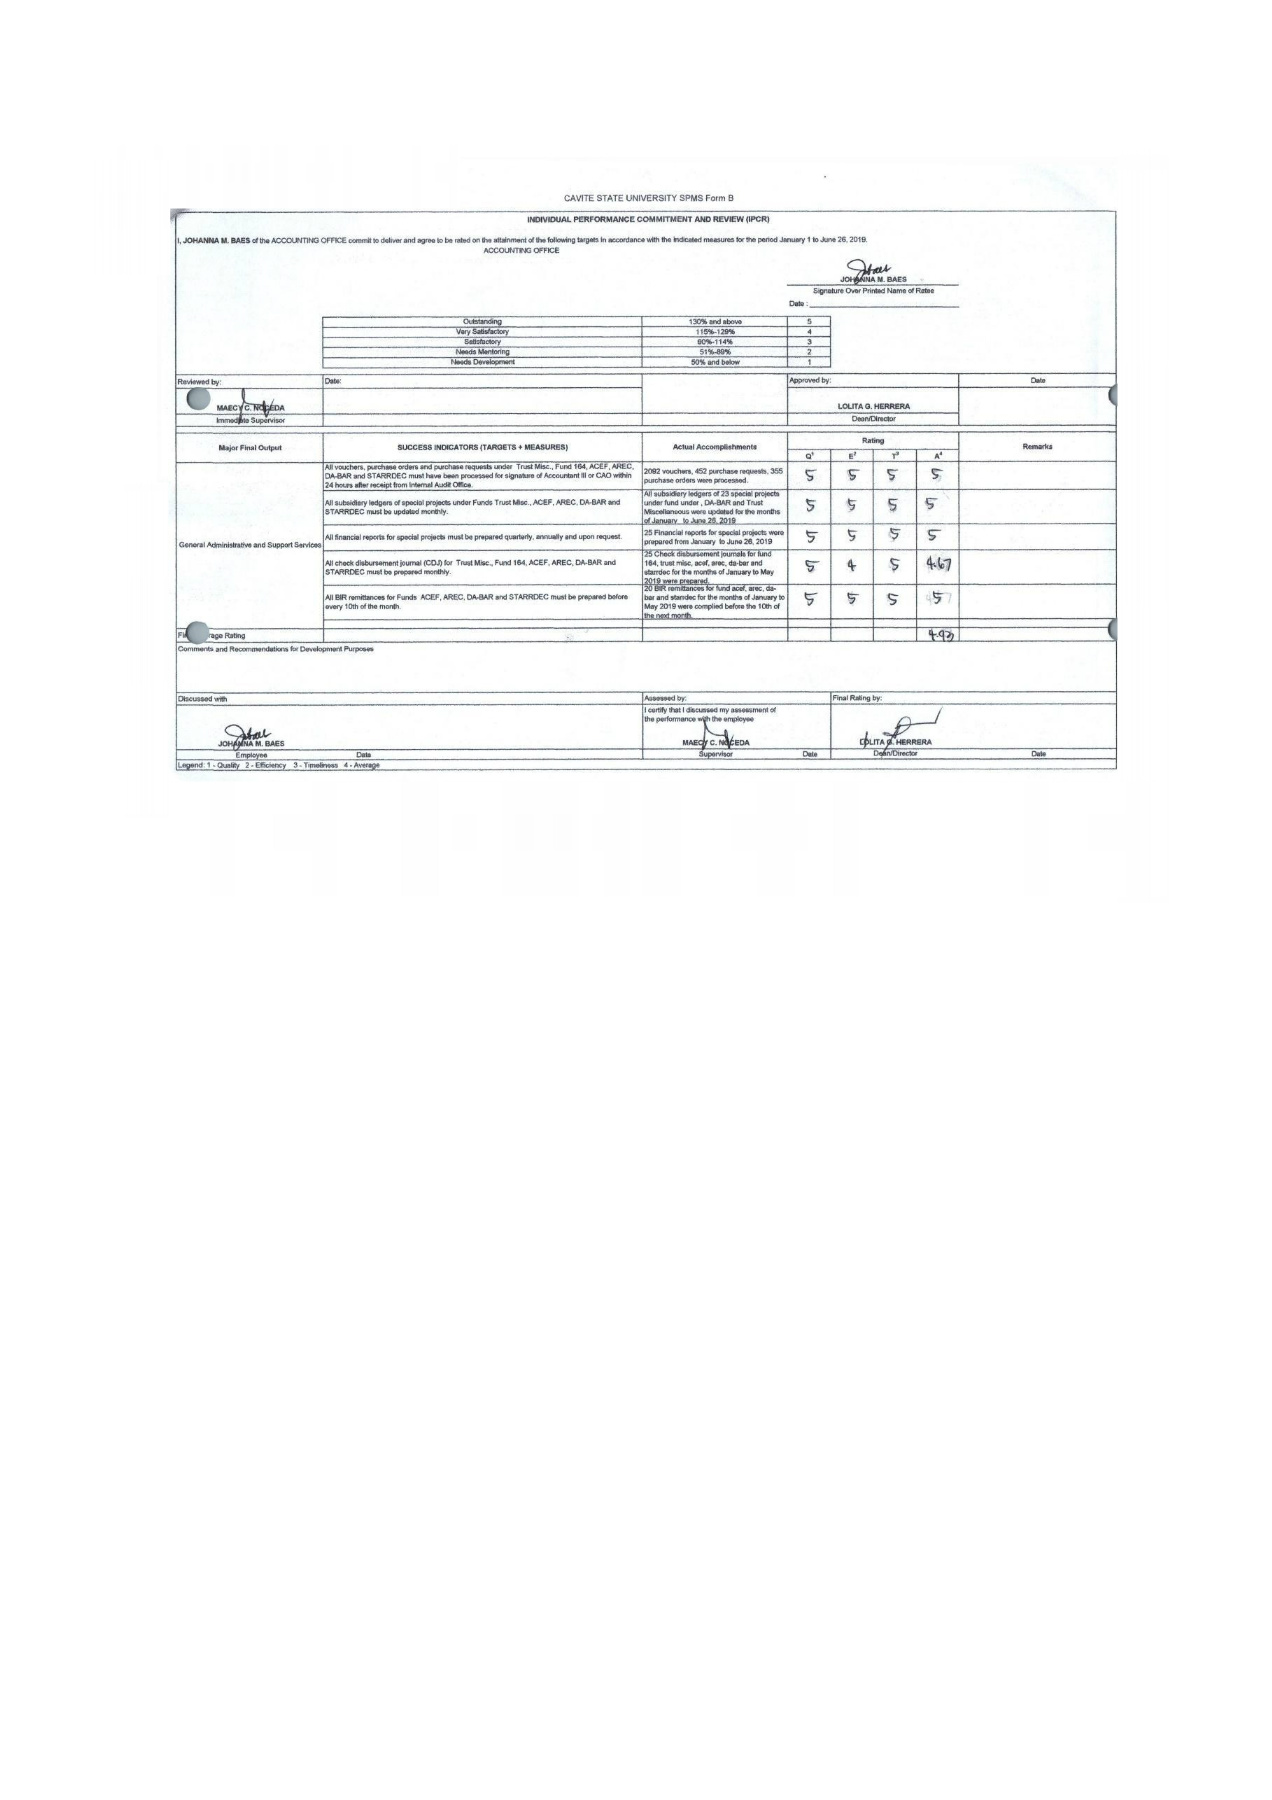 CAVITE STATE UNIVERSITY SPMS Form B
INDIVIDUAL PERFORMANCE COMMITMENT AND REVIEW (IPCR)
I, JOHANNA M. BAES of the ACCOUNTING OFFICE commit to deliver and agree to be rated on the attainment of the following targets in accordance with the indicated measures for the period January 1 to June 26, 2019.
ACCOUNTING OFFICE
JOHANNA M. BAES
Signature Over Printed Name of Ratee
Date :
Outstanding 130% and above 5
Very Satisfactory 115%-129% 4
Satisfactory 90%-114% 3
Needs Mentoring 51%-89% 2
Needs Development 50% and below 1
Reviewed by: Date: Approved by: Date
MAECY C. NOCEDA LOLITA G. HERRERA
Immediate Supervisor Dean/Director
Major Final Output SUCCESS INDICATORS (TARGETS + MEASURES) Actual Accomplishments Rating Remarks
Q¹ E² T³ A⁴
General Administrative and Support Services
All vouchers, purchase orders and purchase requests under Trust Misc., Fund 164, ACEF, AREC,
DA-BAR and STARRDEC must have been processed for signature of Accountant III or CAO within
24 hours after receipt from Internal Audit Office.
2092 vouchers, 452 purchase requests, 355
purchase orders were processed.
5 5 5 5
All subsidiary ledgers of special projects under Funds Trust Misc., ACEF, AREC, DA-BAR and
STARRDEC must be updated monthly.
All subsidiery ledgers of 23 special projects
under fund under , DA-BAR and Trust
Miscellaneous were updated for the months
of January to June 26, 2019
5 5 5 5
All financial reports for special projects must be prepared quarterly, annually and upon request.
25 Financial reports for special projects were
prepared from January to June 26, 2019
5 5 5 5
All check disbursement journal (CDJ) for Trust Misc., Fund 164, ACEF, AREC, DA-BAR and
STARRDEC must be prepared monthly.
25 Check disbursement journals for fund
164, trust misc, acef, arec, da-bar and
starrdec for the months of January to May
2019 were prepared.
5 4 5 4.67
All BIR remittances for Funds ACEF, AREC, DA-BAR and STARRDEC must be prepared before
every 10th of the month.
20 BIR remittances for fund acef, arec, da-
bar and starrdec for the months of January to
May 2019 were complied before the 10th of
the next month.
5 5 5 5
rage Rating 4.93
Comments and Recommendations for Development Purposes
Discussed with Assessed by: Final Rating by:
I certify that I discussed my assessment of
the performance with the employee
JOHANNA M. BAES MAECY C. NOCEDA LOLITA G. HERRERA
Employee Date Supervisor Date Dean/Director Date
Legend: 1 - Quality 2 - Efficiency 3 - Timeliness 4 - Average